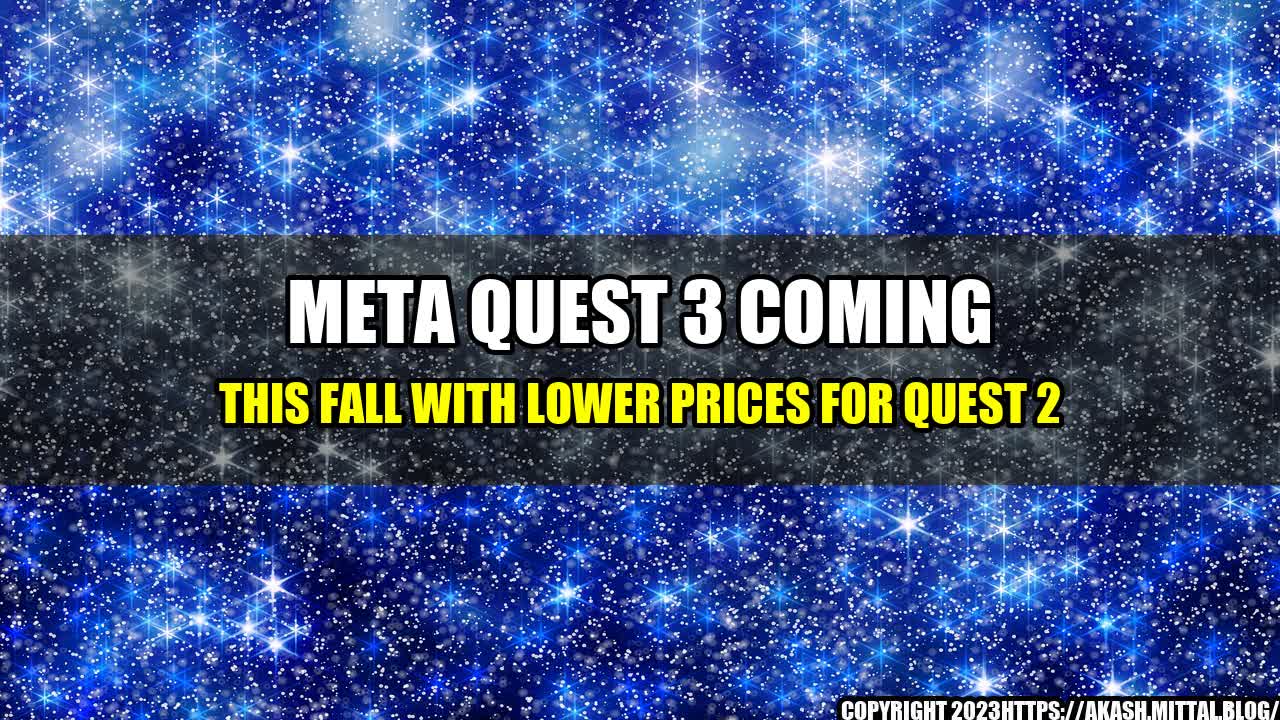 META QUEST 3 COMING
THIS FALL WITH LOWER PRICES FOR QUEST 2
COPYRIGHT 2023HTTPS://AKASH.MITTAL.BLOG/